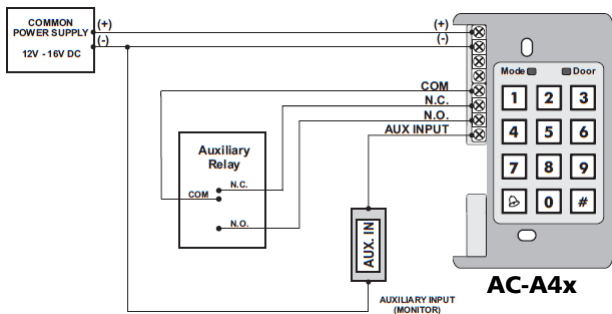 COMMON
POWER SUPPLY
12V - 16V DC
(+)
(-)
(+)
(-)
COM
N.C.
N.O.
AUX INPUT
Auxiliary
Relay
N.C.
COM
N.O.
AUX. IN
AUXILIARY INPUT
(MONITOR)
Mode
Door
1 2 3
4 5 6
7 8 9
0 #
AC-A4x